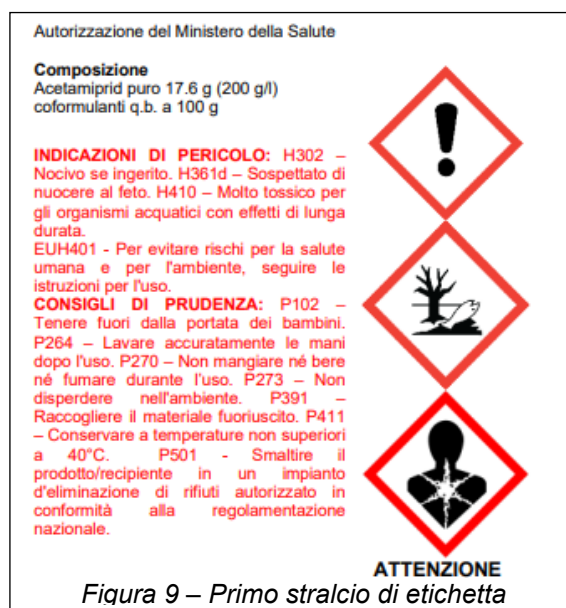 Autorizzazione del Ministero della Salute
Composizione
Acetamiprid puro 17.6 g (200 g/l)
coformulanti q.b. a 100 g
INDICAZIONI DI PERICOLO: H302 –
Nocivo se ingerito. H361d – Sospettato di
nuocere al feto. H410 – Molto tossico per
gli organismi acquatici con effetti di lunga
durata.
EUH401 - Per evitare rischi per la salute
umana e per l'ambiente, seguire le
istruzioni per l'uso.
CONSIGLI DI PRUDENZA: P102 –
Tenere fuori dalla portata dei bambini.
P264 – Lavare accuratamente le mani
dopo l'uso. P270 – Non mangiare né bere
né fumare durante l'uso. P273 – Non
disperdere nell'ambiente. P391 –
Raccogliere il materiale fuoriuscito. P411
– Conservare a temperature non superiori
a 40°C. P501 - Smaltire il
prodotto/recipiente in un impianto
d'eliminazione di rifiuti autorizzato in
conformità alla regolamentazione
nazionale.
ATTENZIONE
Figura 9 – Primo stralcio di etichetta